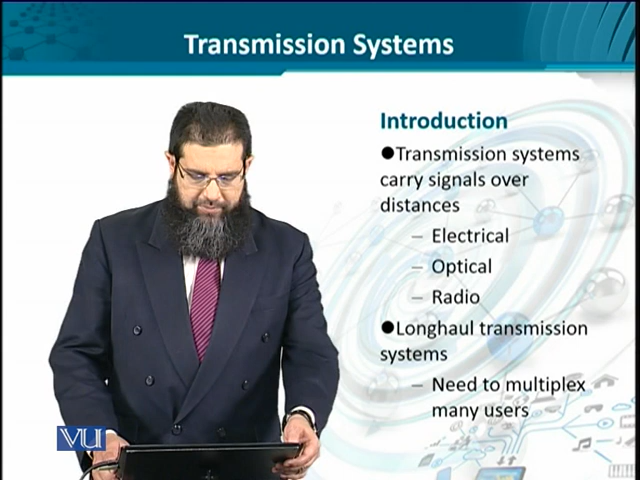 Transmission Systems
Introduction
●Transmission systems
carry signals over
distances
– Electrical
– Optical
– Radio
●Longhaul transmission
systems
– Need to multiplex
many users
VU